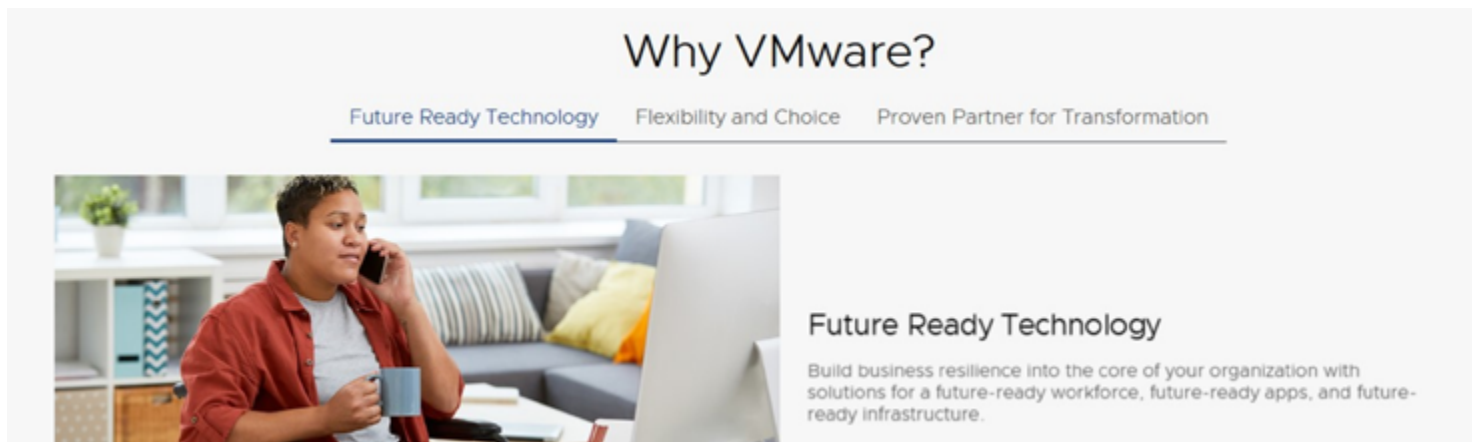 Why VMware?
Future Ready Technology Flexibility and Choice Proven Partner for Transformation
Future Ready Technology
Build business resilience into the core of your organization with
solutions for a future-ready workforce, future-ready apps, and future-
ready infrastructure.